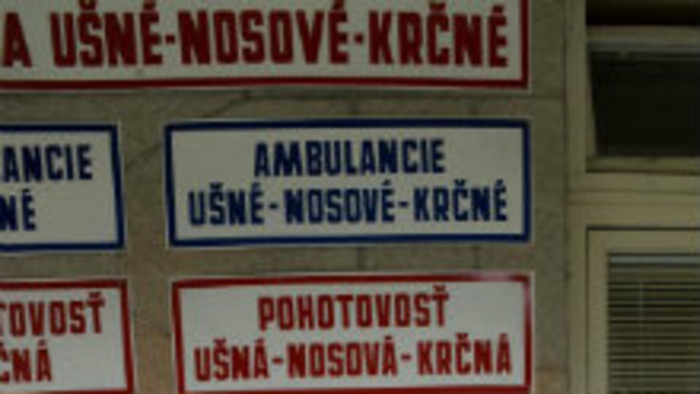 A UŠNÉ-NOSOVÉ-KRČNÉ
AMBULANCIE
UŠNÉ-NOSOVÉ-KRČNÉ
POHOTOVOSŤ
UŠNÁ-NOSOVÁ-KRČNÁ